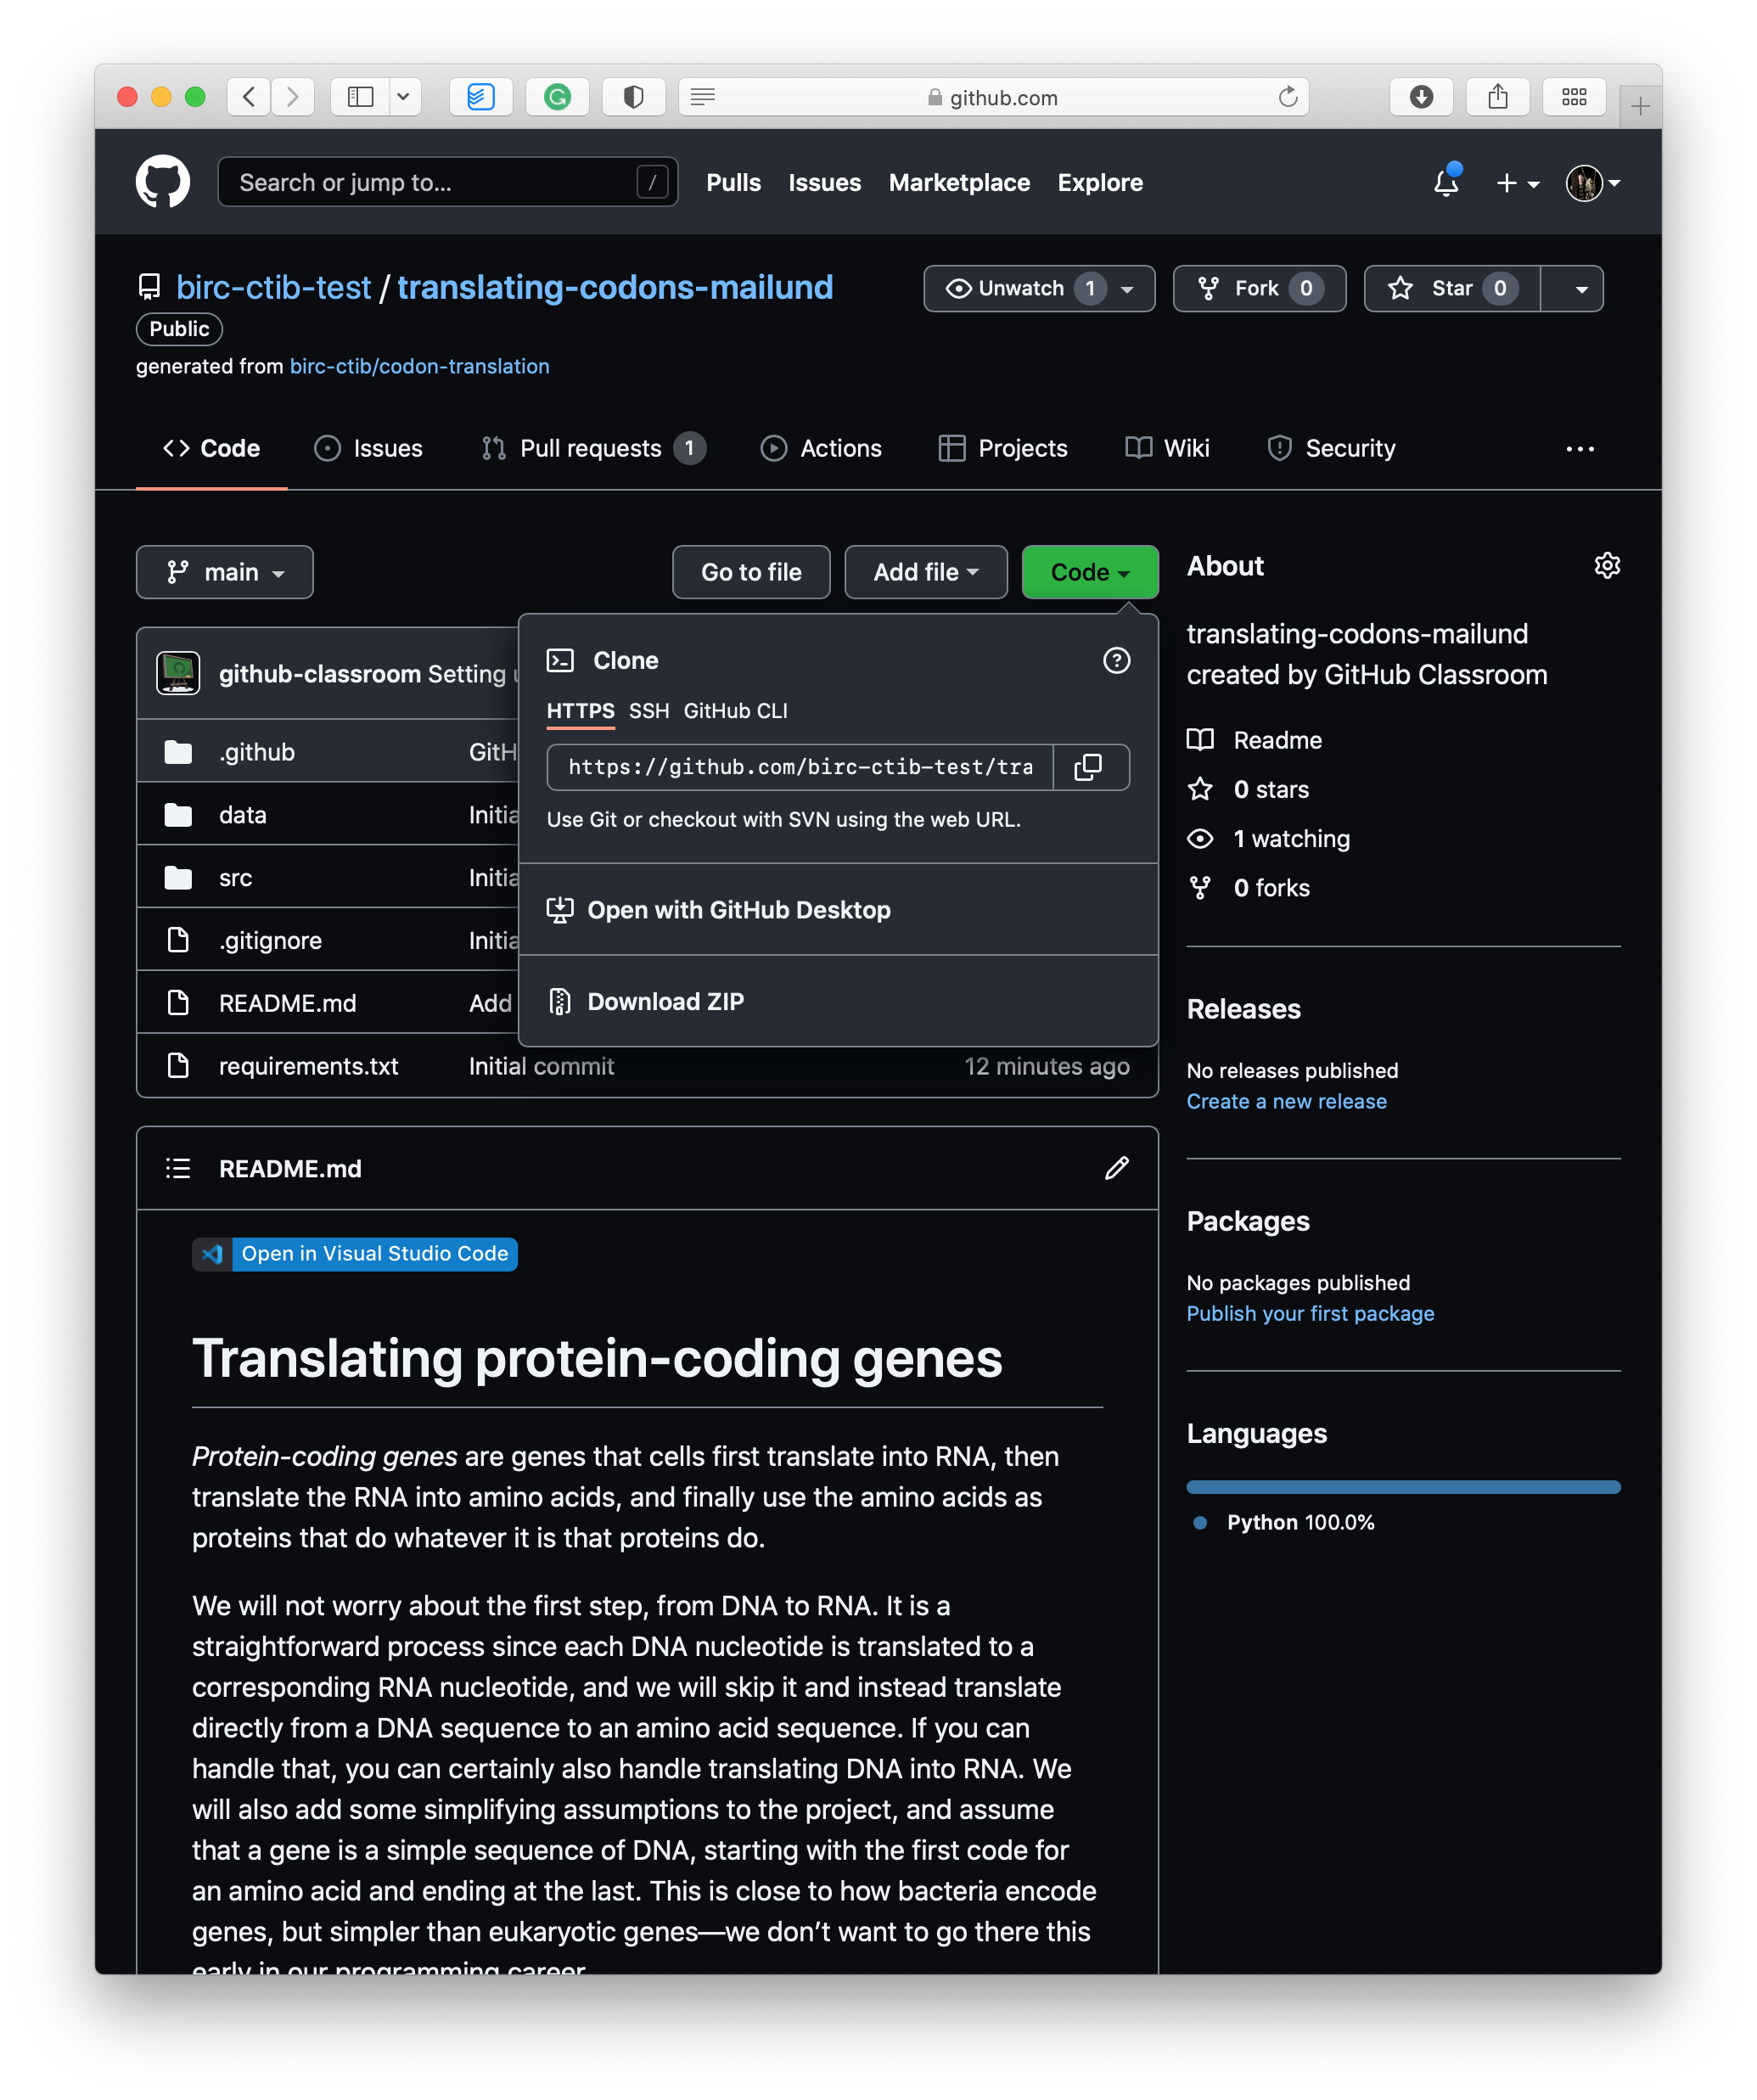 github.com
Search or jump to... /
Pulls Issues Marketplace Explore
birc-ctib-test / translating-codons-mailund
Unwatch 1 Fork 0 Star 0
Public
generated from birc-ctib/codon-translation
Code Issues Pull requests 1 Actions Projects Wiki Security
main Go to file Add file Code
github-classroom Setting
Clone
HTTPS SSH GitHub CLI
https://github.com/birc-ctib-test/tra
Use Git or checkout with SVN using the web URL.
Open with GitHub Desktop
Download ZIP
.github GitH
data Initia
src Initia
.gitignore Initia
README.md Add
requirements.txt Initial commit 12 minutes ago
About
translating-codons-mailund
created by GitHub Classroom
Readme
0 stars
1 watching
0 forks
Releases
No releases published
Create a new release
Packages
No packages published
Publish your first package
Languages
Python 100.0%
README.md
Open in Visual Studio Code
Translating protein-coding genes
Protein-coding genes are genes that cells first translate into RNA, then
translate the RNA into amino acids, and finally use the amino acids as
proteins that do whatever it is that proteins do.
We will not worry about the first step, from DNA to RNA. It is a
straightforward process since each DNA nucleotide is translated to a
corresponding RNA nucleotide, and we will skip it and instead translate
directly from a DNA sequence to an amino acid sequence. If you can
handle that, you can certainly also handle translating DNA into RNA. We
will also add some simplifying assumptions to the project, and assume
that a gene is a simple sequence of DNA, starting with the first code for
an amino acid and ending at the last. This is close to how bacteria encode
genes, but simpler than eukaryotic genes—we don’t want to go there this
early in our programming career